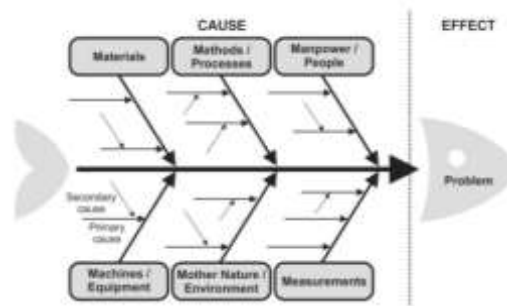 CAUSE
EFFECT
Materials
Methods /
Processes
Manpower /
People
Problem
Secondary
cause
Primary
cause
Machines /
Equipment
Mother Nature /
Environment
Measurements